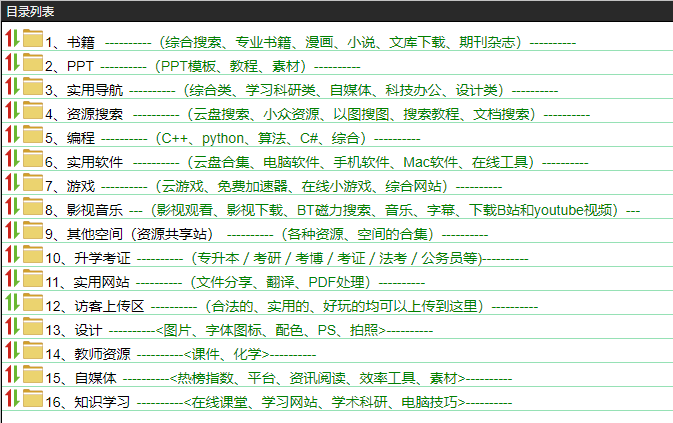 目录列表
1、书籍 ----------（综合搜索、专业书籍、漫画、小说、文库下载、期刊杂志）----------
2、PPT ----------（PPT模板、教程、素材）----------
3、实用导航 ----------（综合类、学习科研类、自媒体、科技办公、设计类）----------
4、资源搜索 ----------（云盘搜索、小众资源、以图搜图、搜索教程、文档搜索）----------
5、编程 ----------（C++、python、算法、C#、综合）----------
6、实用软件 ----------（云盘合集、电脑软件、手机软件、Mac软件、在线工具）----------
7、游戏 ----------（云游戏、免费加速器、在线小游戏、综合网站）----------
8、影视音乐 ---（影视观看、影视下载、BT磁力搜索、音乐、字幕、下载B站和youtube视频）---
9、其他空间（资源共享站） ----------（各种资源、空间的合集）----------
10、升学考证 ----------（专升本 / 考研 / 考博 / 考证 / 法考 / 公务员等)----------
11、实用网站 ----------（文件分享、翻译、PDF处理）----------
12、访客上传区 ----------（合法的、实用的、好玩的均可以上传到这里）----------
13、设计 ----------<图片、字体图标、配色、PS、拍照>----------
14、教师资源 ----------<课件、化学>----------
15、自媒体 ----------<热榜指数、平台、资讯阅读、效率工具、素材>----------
16、知识学习 ----------<在线课堂、学习网站、学术科研、电脑技巧>----------